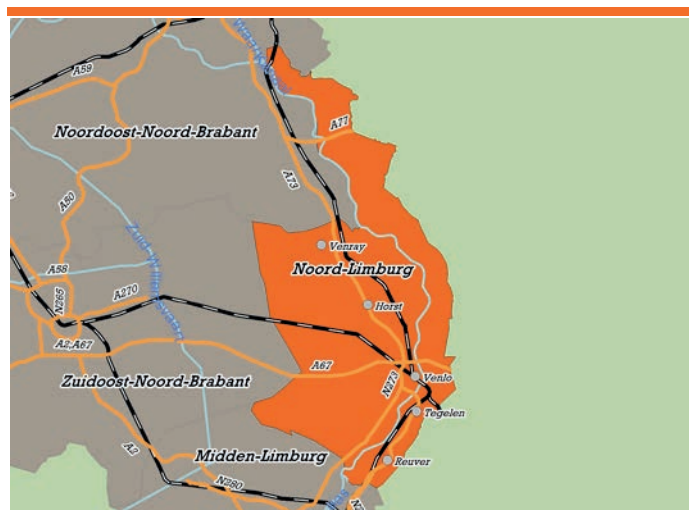 A59
Noordoost-Noord-Brabant
A77
A73
A50
Venray
Noord-Limburg
A58
A270
N265
Horst
A2;A67
A67
Venlo
Zuidoost-Noord-Brabant
N273
Tegelen
A2
Midden-Limburg
Reuver
N280